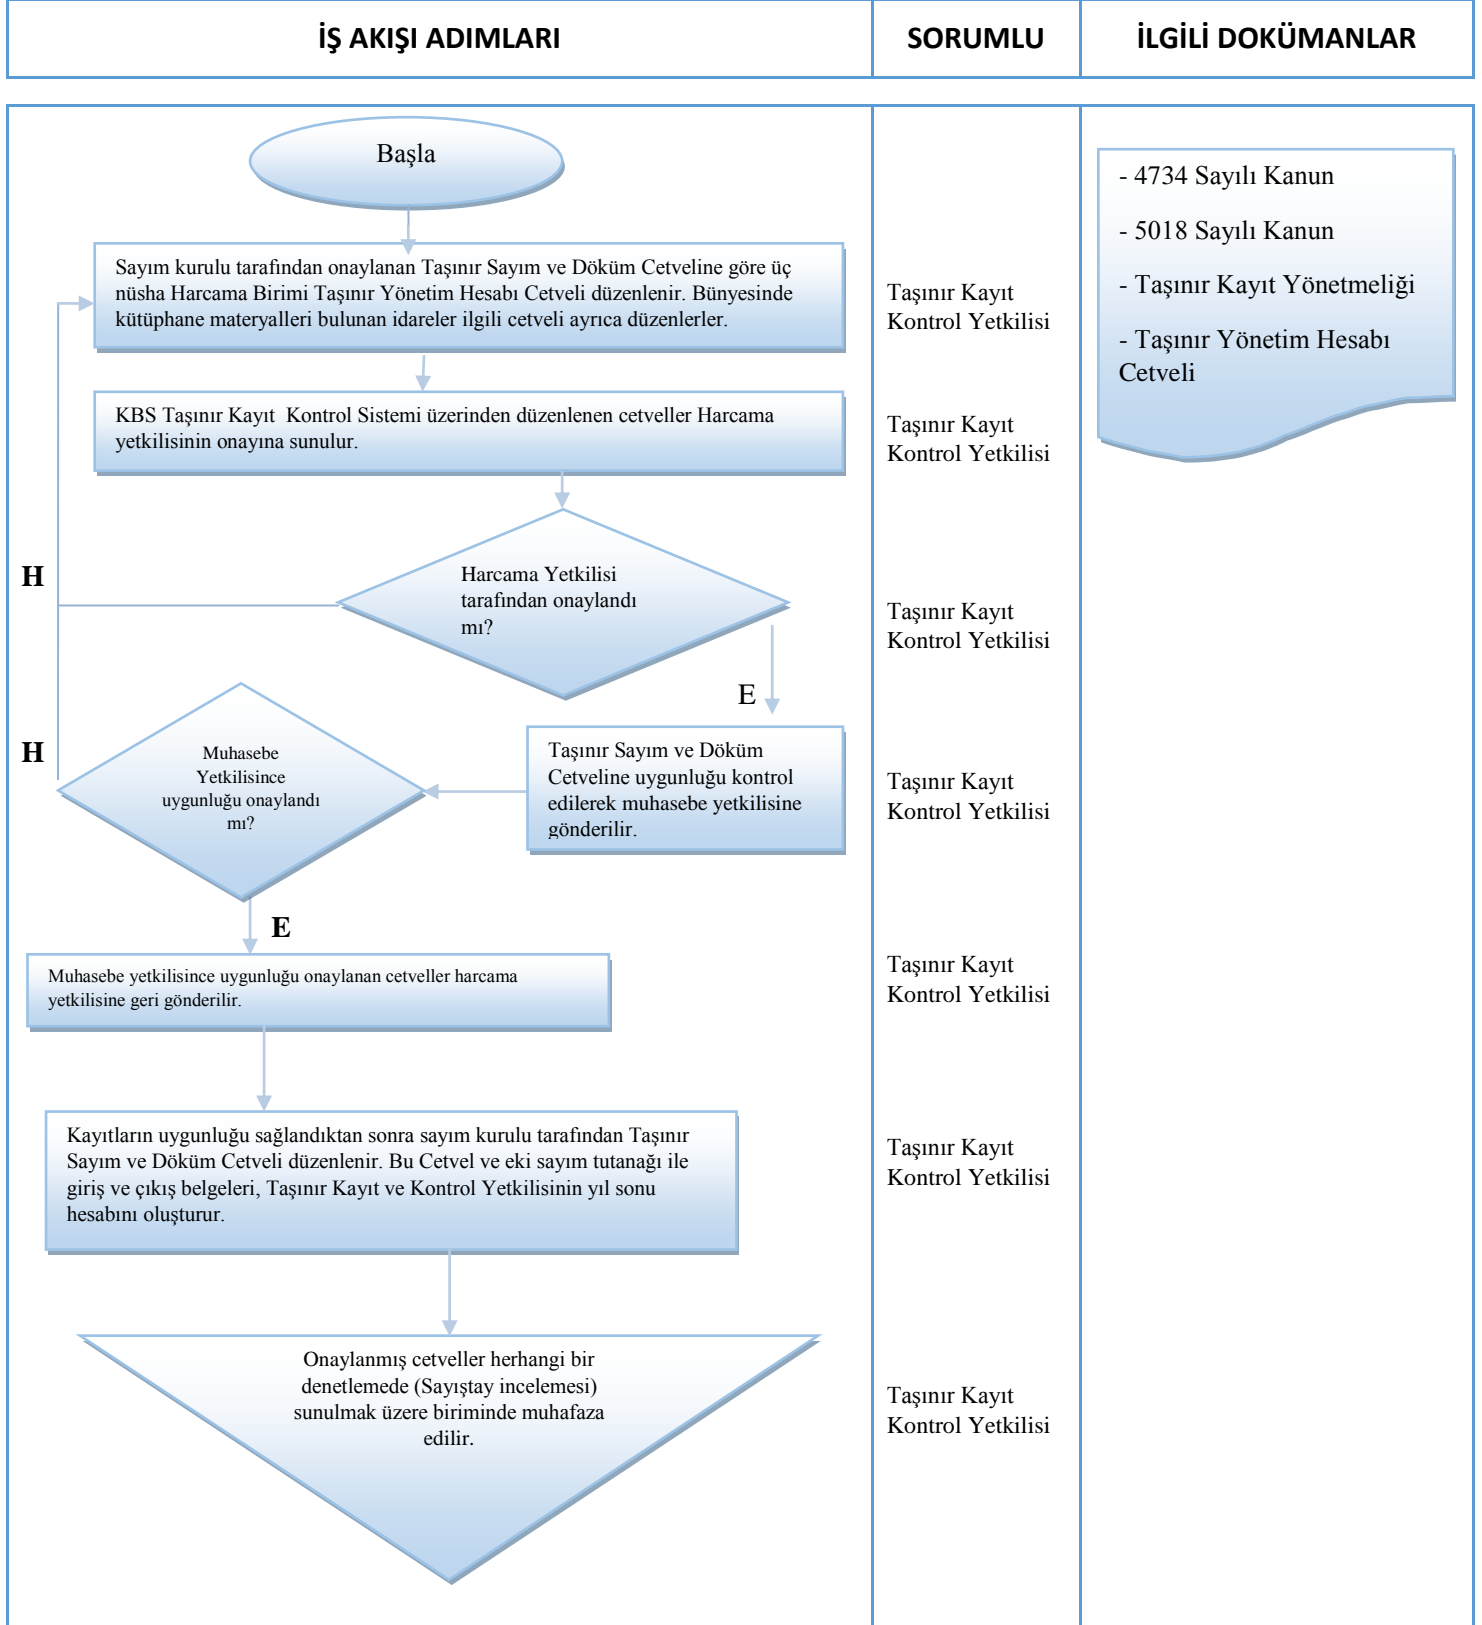 İŞ AKIŞI ADIMLARI
SORUMLU
İLGİLİ DOKÜMANLAR
Başla
Sayım kurulu tarafından onaylanan Taşınır Sayım ve Döküm Cetveline göre üç
nüsha Harcama Birimi Taşınır Yönetim Hesabı Cetveli düzenlenir. Bünyesinde
kütüphane materyalleri bulunan idareler ilgili cetveli ayrıca düzenlerler.
Taşınır Kayıt
Kontrol Yetkilisi
- 4734 Sayılı Kanun
- 5018 Sayılı Kanun
- Taşınır Kayıt Yönetmeliği
- Taşınır Yönetim Hesabı
Cetveli
KBS Taşınır Kayıt  Kontrol Sistemi üzerinden düzenlenen cetveller Harcama
yetkilisinin onayına sunulur.
Taşınır Kayıt
Kontrol Yetkilisi
H
Harcama Yetkilisi
tarafından onaylandı
mı?
Taşınır Kayıt
Kontrol Yetkilisi
E
H
Muhasebe
Yetkilisince
uygunluğu onaylandı
mı?
Taşınır Sayım ve Döküm
Cetveline uygunluğu kontrol
edilerek muhasebe yetkilisine
gönderilir.
Taşınır Kayıt
Kontrol Yetkilisi
E
Muhasebe yetkilisince uygunluğu onaylanan cetveller harcama
yetkilisine geri gönderilir.
Taşınır Kayıt
Kontrol Yetkilisi
Kayıtların uygunluğu sağlandıktan sonra sayım kurulu tarafından Taşınır
Sayım ve Döküm Cetveli düzenlenir. Bu Cetvel ve eki sayım tutanağı ile
giriş ve çıkış belgeleri, Taşınır Kayıt ve Kontrol Yetkilisinin yıl sonu
hesabını oluşturur.
Taşınır Kayıt
Kontrol Yetkilisi
Onaylanmış cetveller herhangi bir
denetlemede (Sayıştay incelemesi)
sunulmak üzere biriminde muhafaza
edilir.
Taşınır Kayıt
Kontrol Yetkilisi